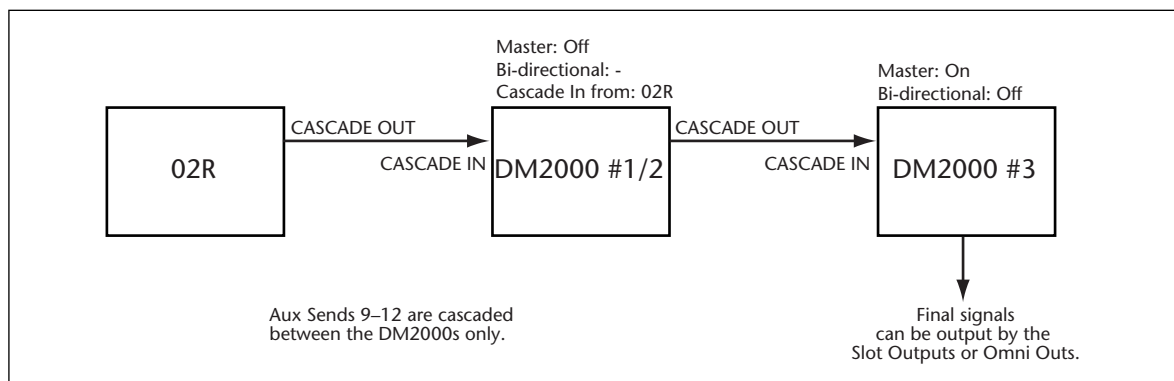 Master: Off
Bi-directional: -
Cascade In from: 02R
Master: On
Bi-directional: Off
02R
CASCADE OUT
CASCADE IN
DM2000 #1/2
CASCADE OUT
CASCADE IN
DM2000 #3
Aux Sends 9–12 are cascaded
between the DM2000s only.
Final signals
can be output by the
Slot Outputs or Omni Outs.